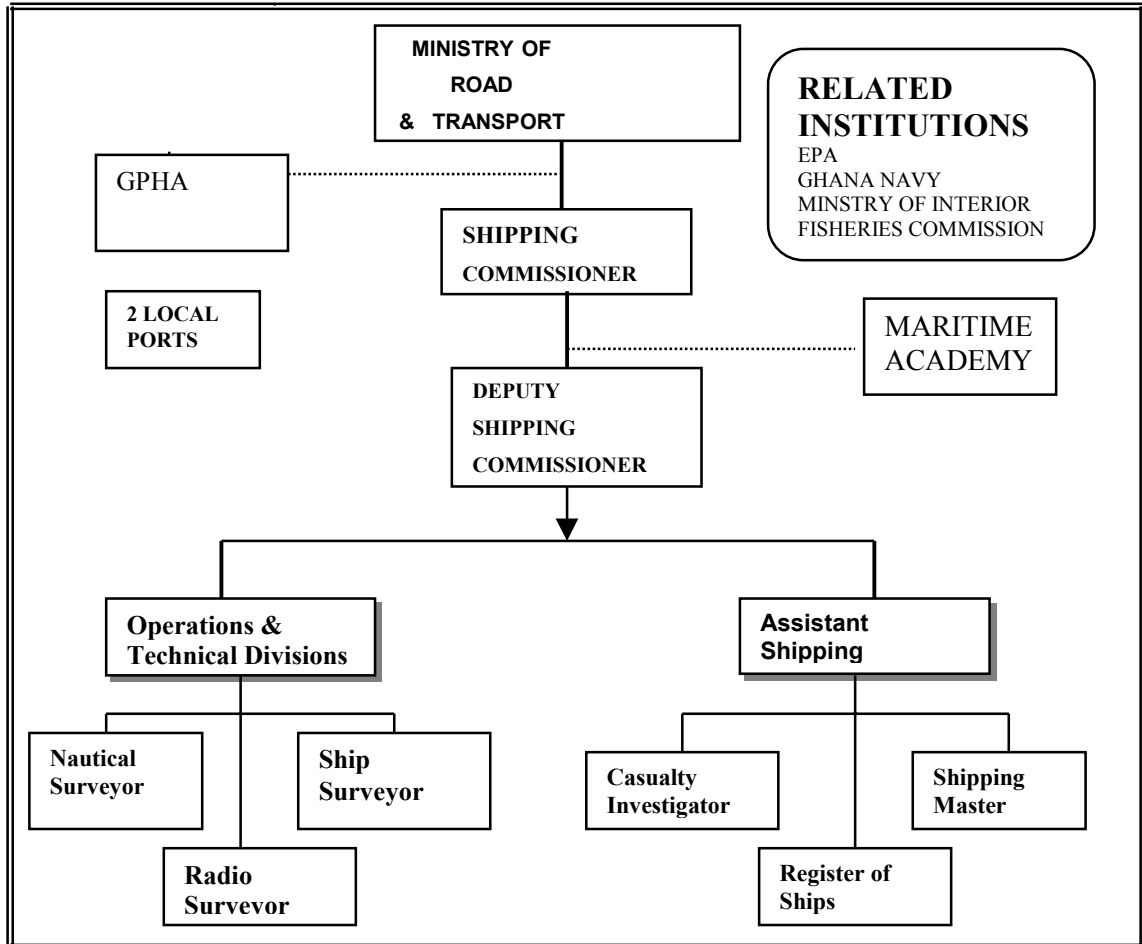 MINISTRY OF
ROAD
& TRANSPORT
RELATED
INSTITUTIONS
EPA
GHANA NAVY
MINSTRY OF INTERIOR
FISHERIES COMMISSION
GPHA
SHIPPING
COMMISSIONER
2 LOCAL
PORTS
MARITIME
ACADEMY
DEPUTY
SHIPPING
COMMISSIONER
Operations &
Technical Divisions
Assistant
Shipping
Nautical
Surveyor
Ship
Surveyor
Radio
Surveyor
Casualty
Investigator
Shipping
Master
Register of
Ships